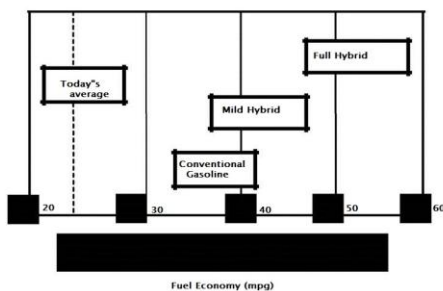 Full Hybrid
Today"s
average
Mild Hybrid
Conventional
Gasoline
20 30 40 50 60
Fuel Economy (mpg)